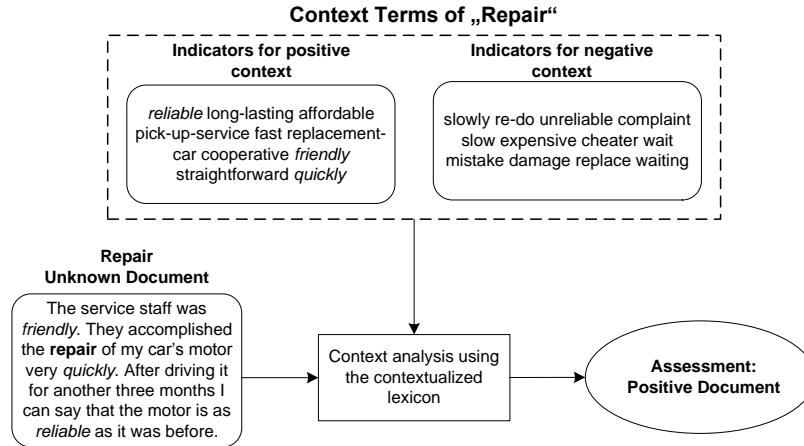 Context Terms of „Repair“
Indicators for positive
context
reliable long-lasting affordable
pick-up-service fast replacement-
car cooperative friendly
straightforward quickly
Indicators for negative
context
slowly re-do unreliable complaint
slow expensive cheater wait
mistake damage replace waiting
Repair
Unknown Document
The service staff was
friendly. They accomplished
the repair of my car's motor
very quickly. After driving it
for another three months I
can say that the motor is as
reliable as it was before.
Context analysis using
the contextualized
lexicon
Assessment:
Positive Document